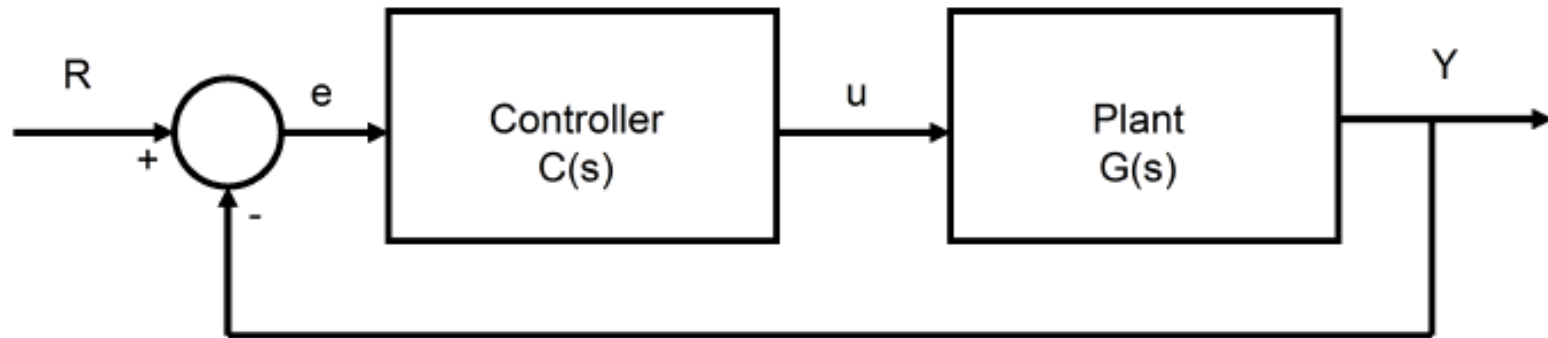 R
e
Controller
C(s)
u
Plant
G(s)
Y
+
-